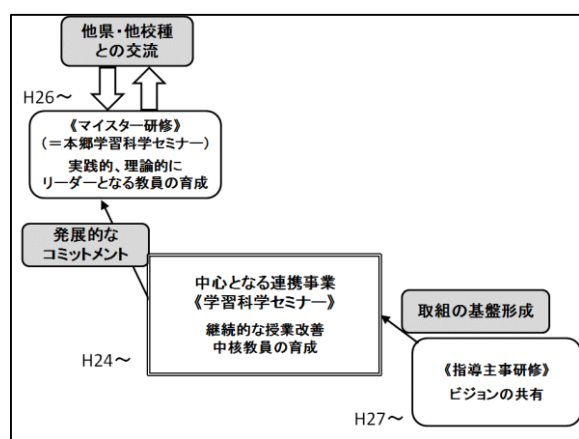 他県・他校種
との交流
H26～
《マイスター研修》
(＝本郷学習科学セミナー)
実践的、理論的に
リーダーとなる教員の育成
発展的な
コミットメント
中心となる連携事業
《学習科学セミナー》
継続的な授業改善
中核教員の育成
H24～
取組の基盤形成
《指導主事研修》
ビジョンの共有
H27～